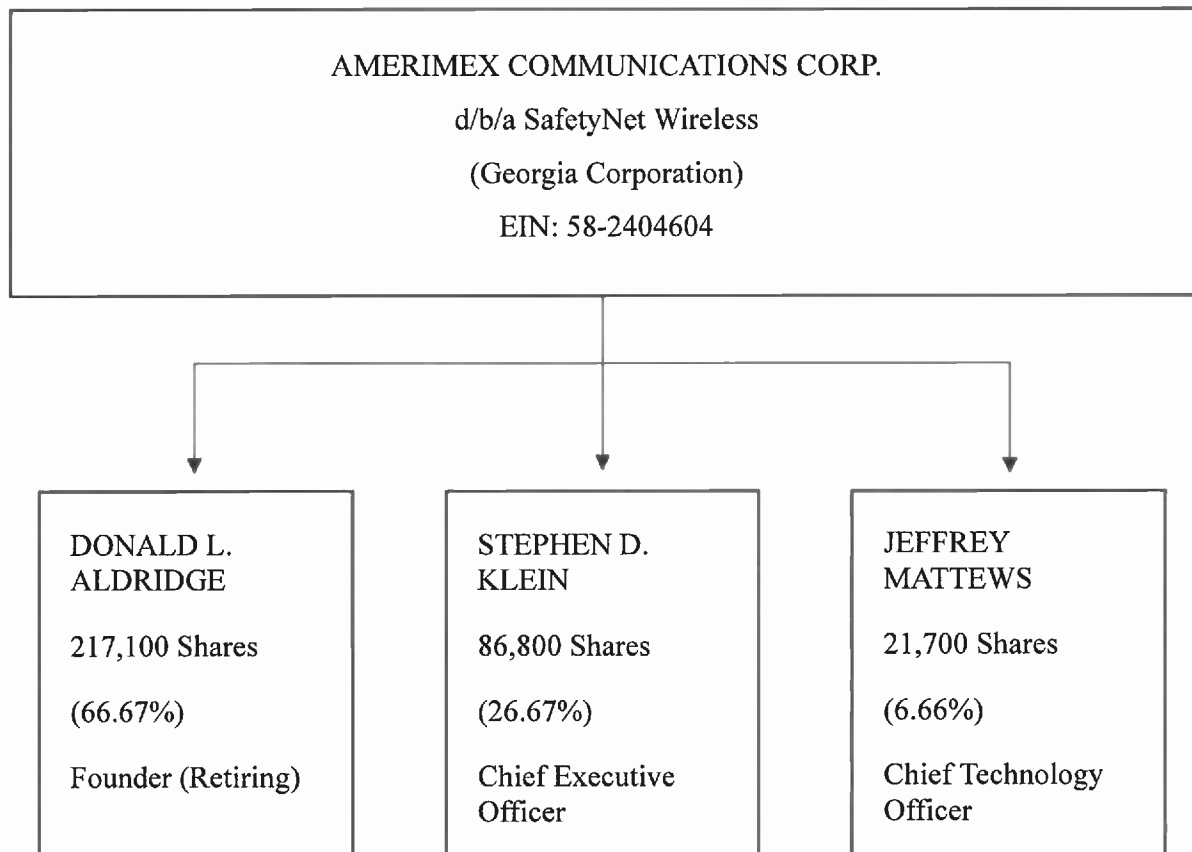 AMERIMEX COMMUNICATIONS CORP.
d/b/a SafetyNet Wireless
(Georgia Corporation)
EIN: 58-2404604
DONALD L.
ALDRIDGE
217,100 Shares
(66.67%)
Founder (Retiring)
STEPHEN D.
KLEIN
86,800 Shares
(26.67%)
Chief Executive
Officer
JEFFREY
MATTEWS
21,700 Shares
(6.66%)
Chief Technology
Officer